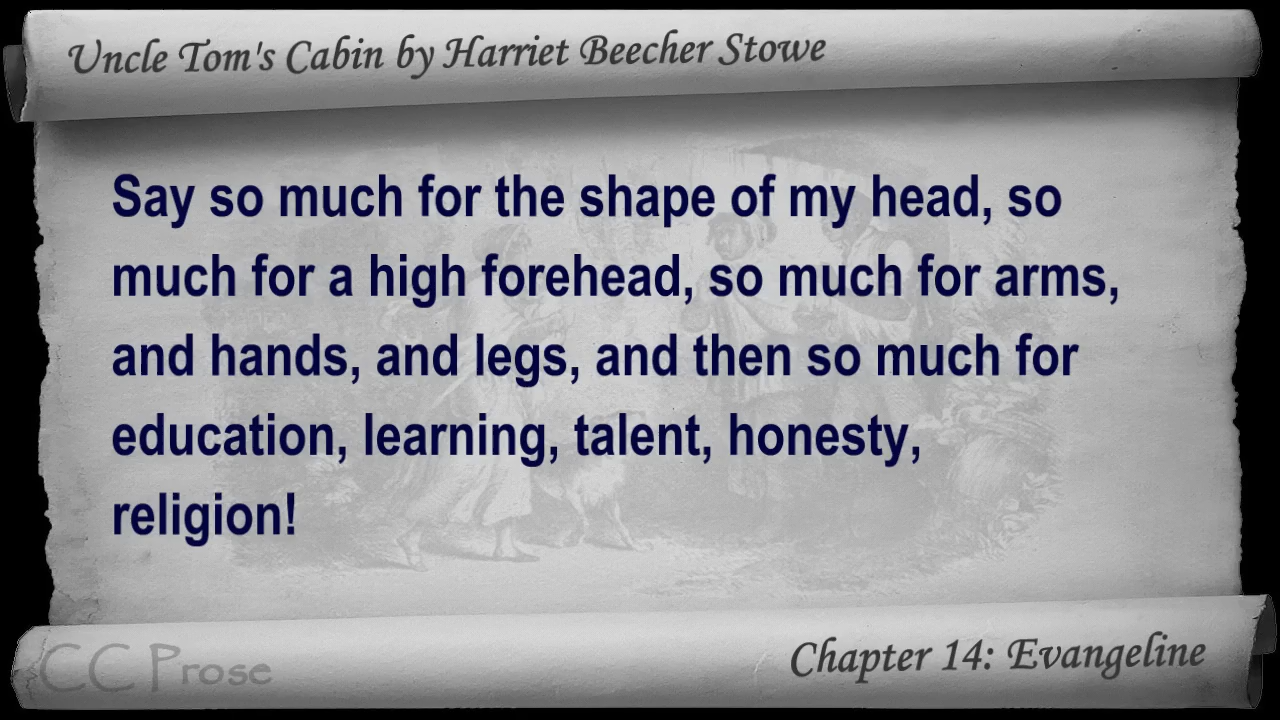 Uncle Tom's Cabin by Harriet Beecher Stowe
Say so much for the shape of my head, so
much for a high forehead, so much for arms,
and hands, and legs, and then so much for
education, learning, talent, honesty,
religion!
CC Prose
Chapter 14: Evangeline